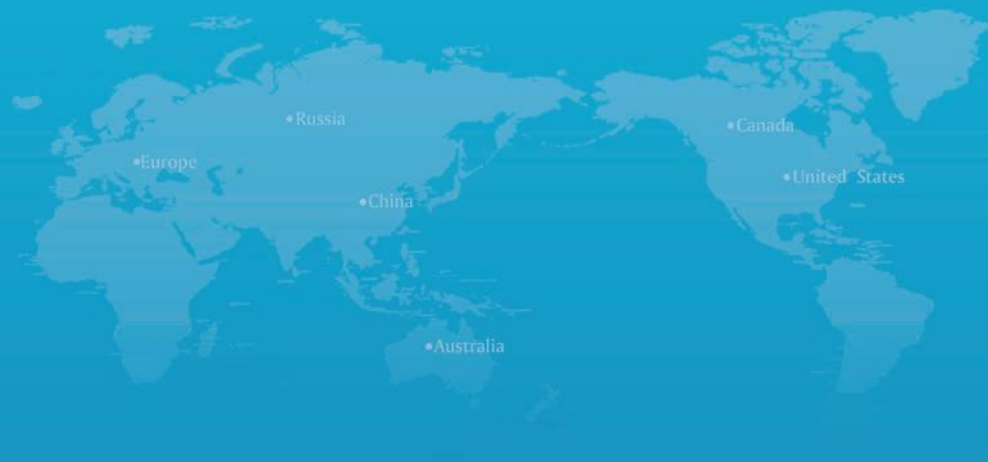 Russia
Canada
Europe
United States
China
Australia